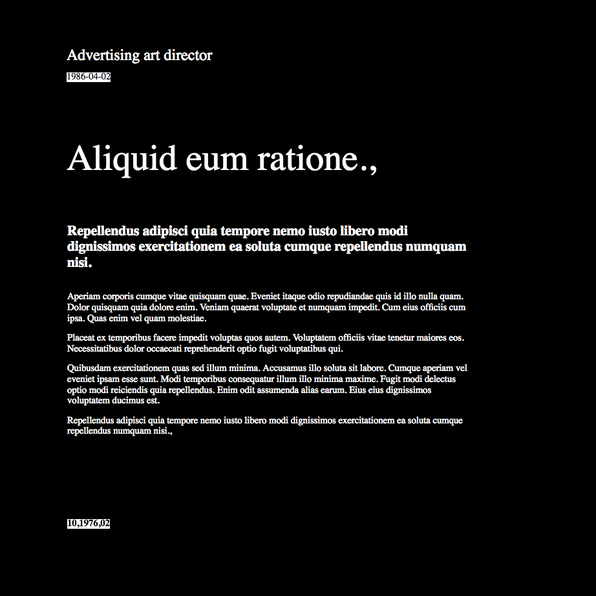 Advertising art director
1986-04-02
Aliquid eum ratione.,
Repellendus adipisci quia tempore nemo iusto libero modi
dignissimos exercitationem ea soluta cumque repellendus numquam
nisi.
Aperiam corporis cumque vitae quisquam quae. Eveniet itaque odio repudiandae quis id illo nulla quam.
Dolor quisquam quia dolore enim. Veniam quaerat voluptate et numquam impedit. Cum eius officiis cum
ipsa. Quas enim vel quam molestiae.
Placeat ex temporibus facere impedit voluptas quos autem. Voluptatem officiis vitae tenetur maiores eos.
Necessitatibus dolor occaecati reprehenderit optio fugit voluptatibus qui.
Quibusdam exercitationem quas sed illum minima. Accusamus illo soluta sit labore. Cumque aperiam vel
eveniet ipsam esse sunt. Modi temporibus consequatur illum illo minima maxime. Fugit modi delectus
optio modi reiciendis quia repellendus. Enim odit assumenda alias earum. Eius eius dignissimos
voluptatem ducimus est.
Repellendus adipisci quia tempore nemo iusto libero modi dignissimos exercitationem ea soluta cumque
repellendus numquam nisi.,
10,1976,02